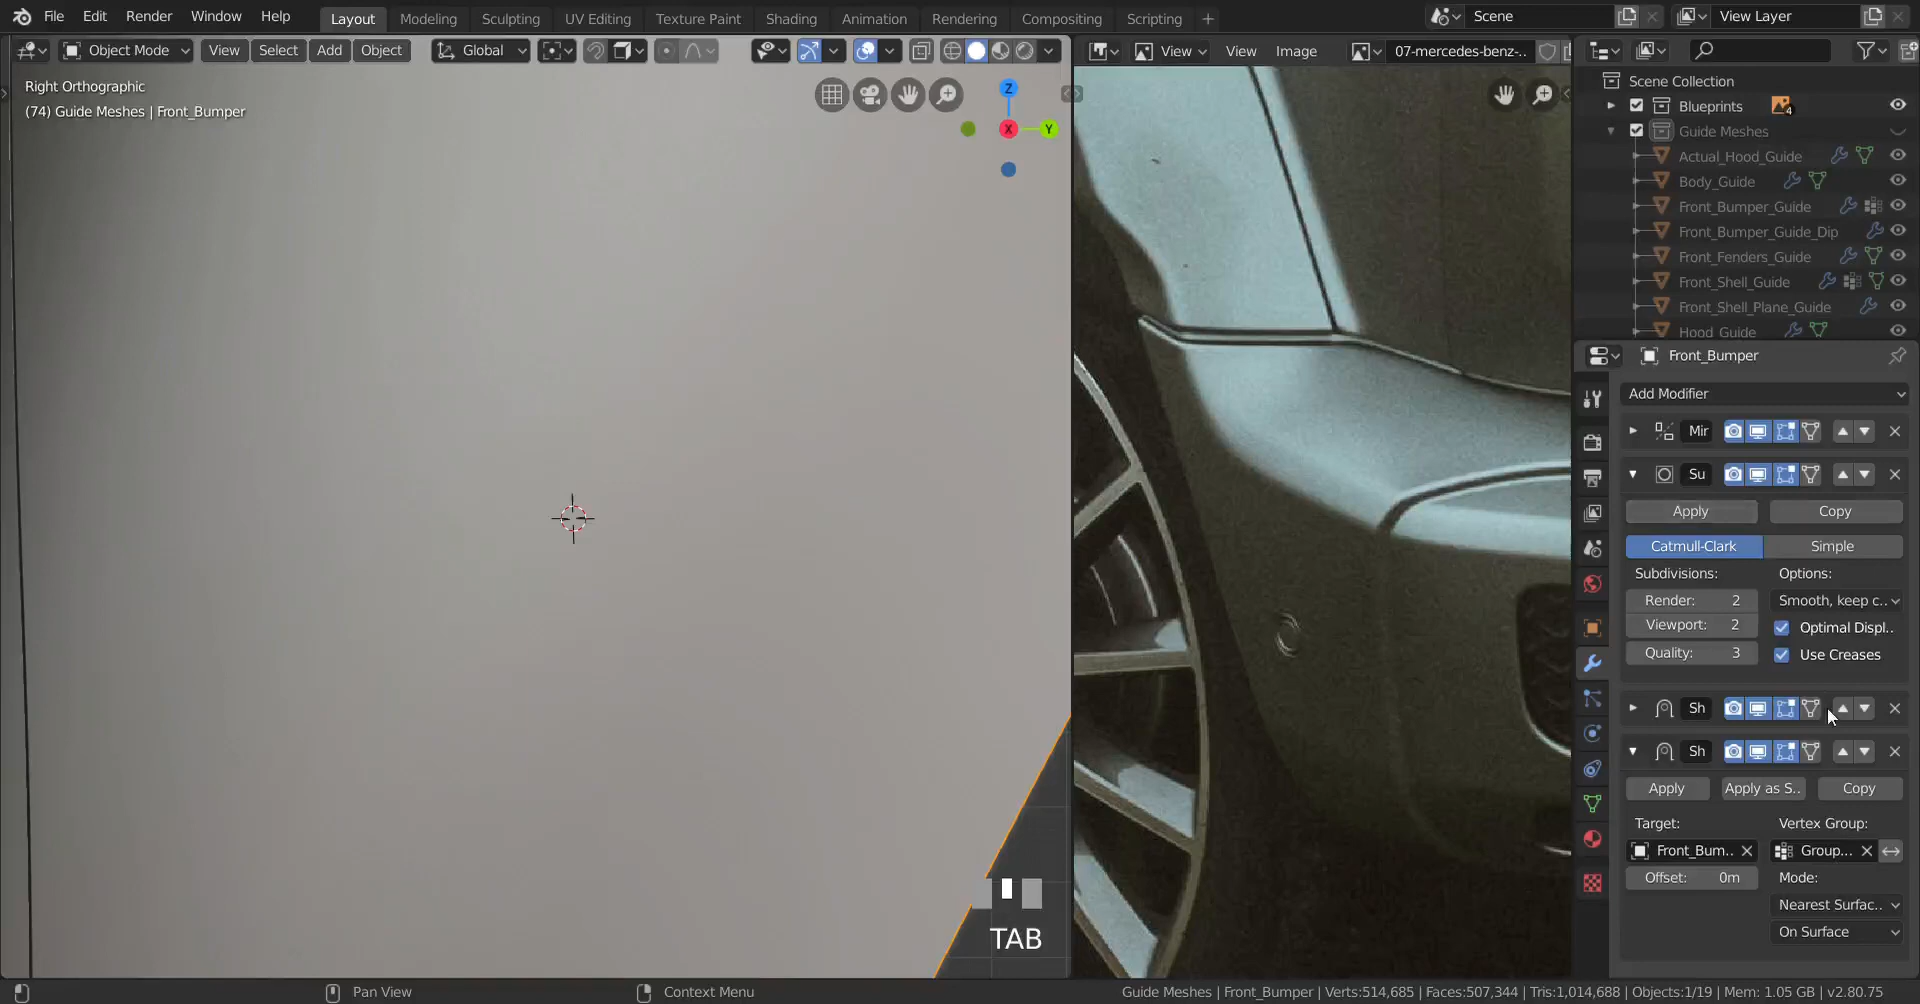 File Edit Render Window Help
Layout Modeling Sculpting UV Editing Texture Paint Shading Animation Rendering Compositing Scripting +
Scene
View Layer
Object Mode View Select Add Object Global
View View Image 07-mercedes-benz-..
Right Orthographic
(74) Guide Meshes | Front_Bumper
Z
X
Y
Scene Collection
Blueprints 4
Guide Meshes
Actual_Hood_Guide
Body_Guide
Front_Bumper_Guide
Front_Bumper_Guide_Dip
Front_Fenders_Guide
Front_Shell_Guide
Front_Shell_Plane_Guide
Hood_Guide
Front_Bumper
Add Modifier
Mir
Su
Apply Copy
Catmull-Clark Simple
Subdivisions: Options:
Render: 2 Smooth, keep c..
Viewport: 2 Optimal Displ..
Quality: 3 Use Creases
Sh
Sh
Apply Apply as S.. Copy
Target: Vertex Group:
Front_Bum.. Group...
Offset: 0m Mode:
Nearest Surfac..
On Surface
TAB
Pan View
Context Menu
Guide Meshes | Front_Bumper | Verts:514,685 | Faces:507,344 | Tris:1,014,688 | Objects:1/19 | Mem: 1.05 GB | v2.80.75